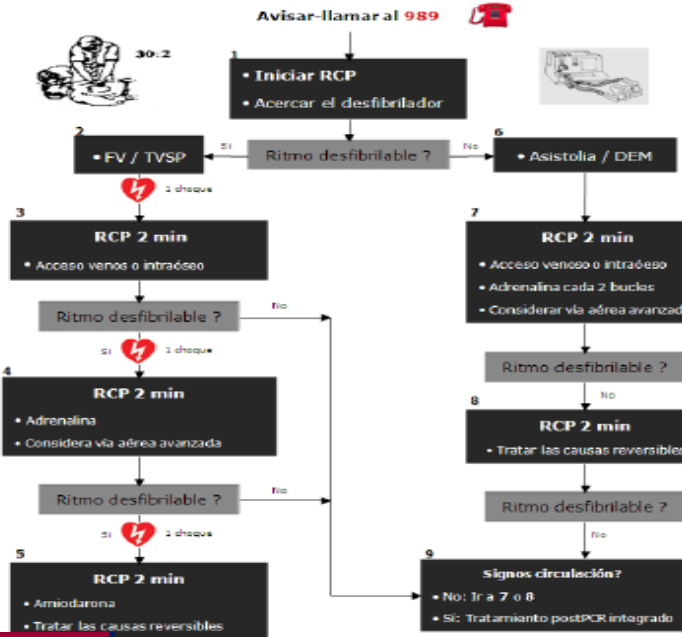 Avisar-llamar al 989
30:2
1
• Iniciar RCP
• Acercar el desfibrilador
Ritmo desfibrilable ?
Si
No
2
• FV / TVSP
1 choque
3
RCP 2 min
• Acceso venos o intraóseo
Ritmo desfibrilable ?
No
Si
1 choque
4
RCP 2 min
• Adrenalina
• Considera vía aérea avanzada
Ritmo desfibrilable ?
No
Si
1 choque
5
RCP 2 min
• Amiodarona
• Tratar las causas reversibles
6
• Asistolia / DEM
7
RCP 2 min
• Acceso venoso o intraóseo
• Adrenalina cada 2 bucles
• Considerar vía aérea avanzad
Ritmo desfibrilable ?
No
8
RCP 2 min
• Tratar las causas reversibles
Ritmo desfibrilable ?
No
9
Signos circulación?
• No: Ir a 7 o 8
• Sí: Tratamiento postPCR integrado